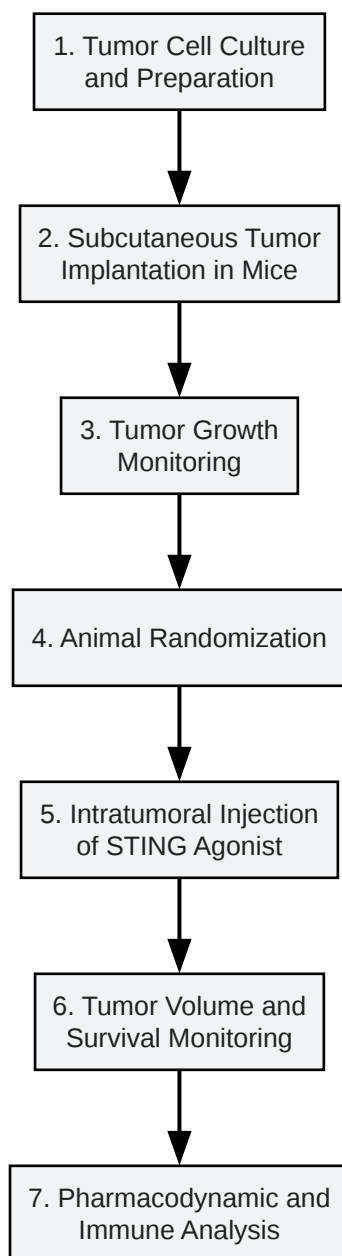 1. Tumor Cell Culture
and Preparation
2. Subcutaneous Tumor
Implantation in Mice
3. Tumor Growth
Monitoring
4. Animal Randomization
5. Intratumoral Injection
of STING Agonist
6. Tumor Volume and
Survival Monitoring
7. Pharmacodynamic and
Immune Analysis